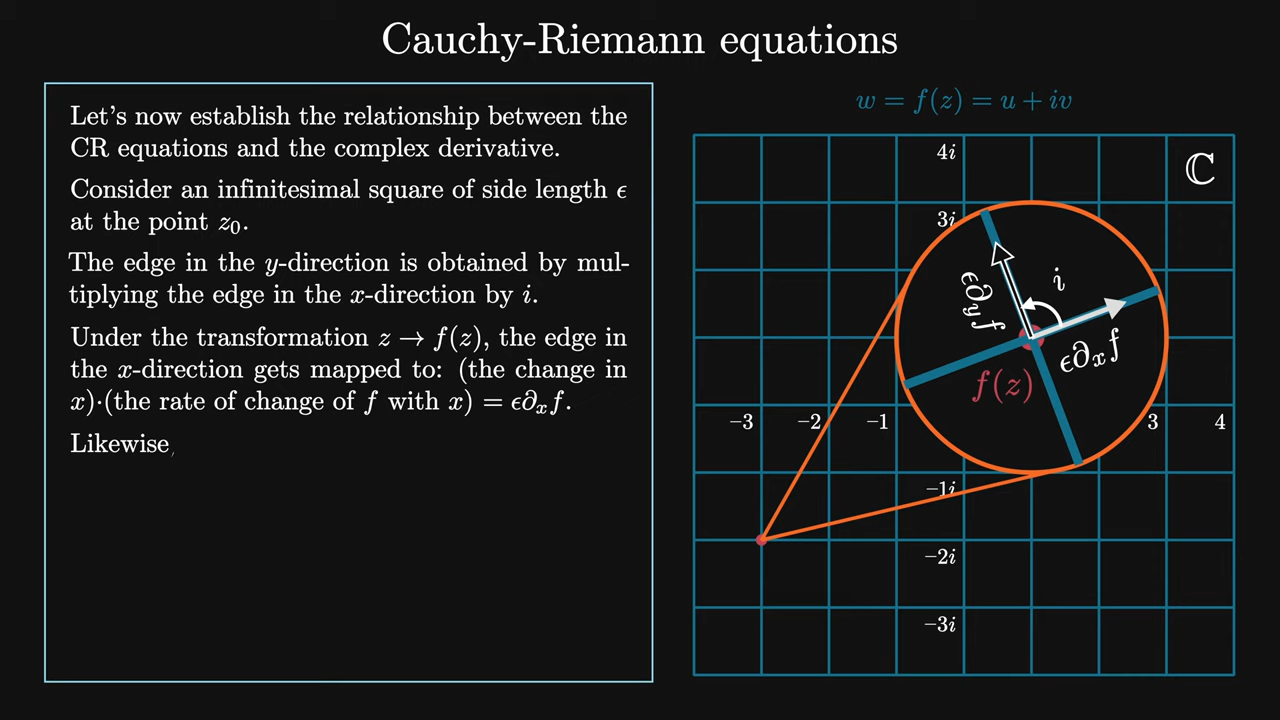 Cauchy-Riemann equations
Let's now establish the relationship between the
CR equations and the complex derivative.
Consider an infinitesimal square of side length ϵ
at the point z₀.
The edge in the y-direction is obtained by mul-
tiplying the edge in the x-direction by i.
Under the transformation z → f(z), the edge in
the x-direction gets mapped to: (the change in
x)·(the rate of change of f with x) = ϵ∂ₓf.
Likewise,
w = f(z) = u + iv
4i
ℂ
3i
i
ϵ∂ᵧf
ϵ∂ₓf
f(z)
−3 −2 −1 3 4
−1i
−2i
−3i